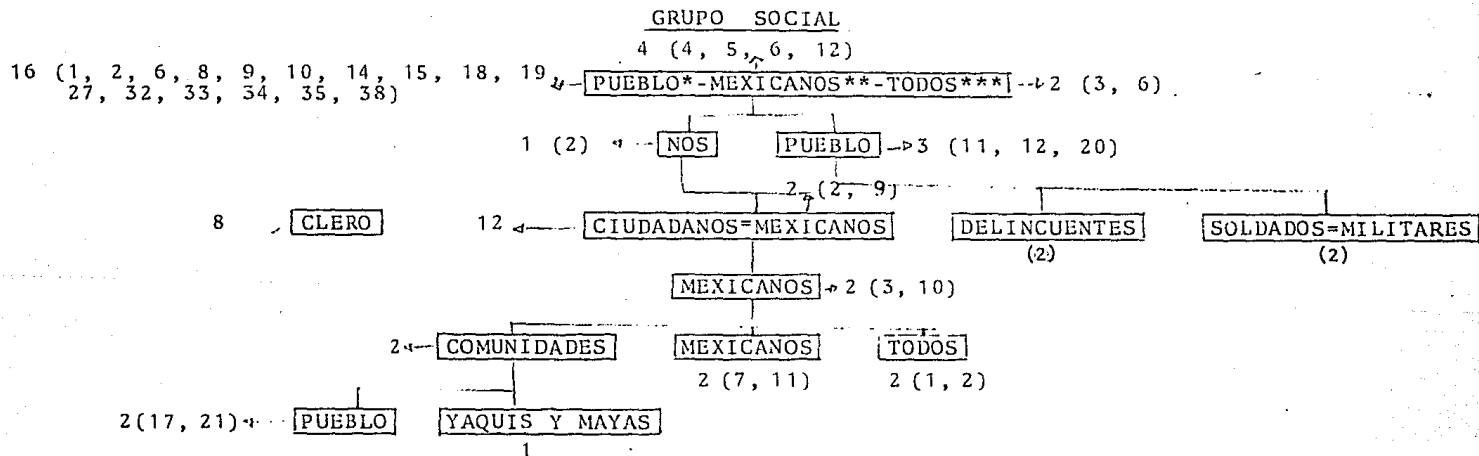 GRUPO SOCIAL
4 (4, 5, 6, 12)
16 (1, 2, 6, 8, 9, 10, 14, 15, 18, 19
27, 32, 33, 34, 35, 38)
PUEBLO*-MEXICANOS**-TODOS***
2 (3, 6)
1 (2)
NOS
PUEBLO
3 (11, 12, 20)
2 (2, 9)
8
CLERO
12
CIUDADANOS=MEXICANOS
DELINCUENTES
SOLDADOS=MILITARES
(2)
(2)
MEXICANOS
2 (3, 10)
2
COMUNIDADES
MEXICANOS
TODOS
2 (7, 11)
2 (1, 2)
2(17, 21)
PUEBLO
YAQUIS Y MAYAS
1